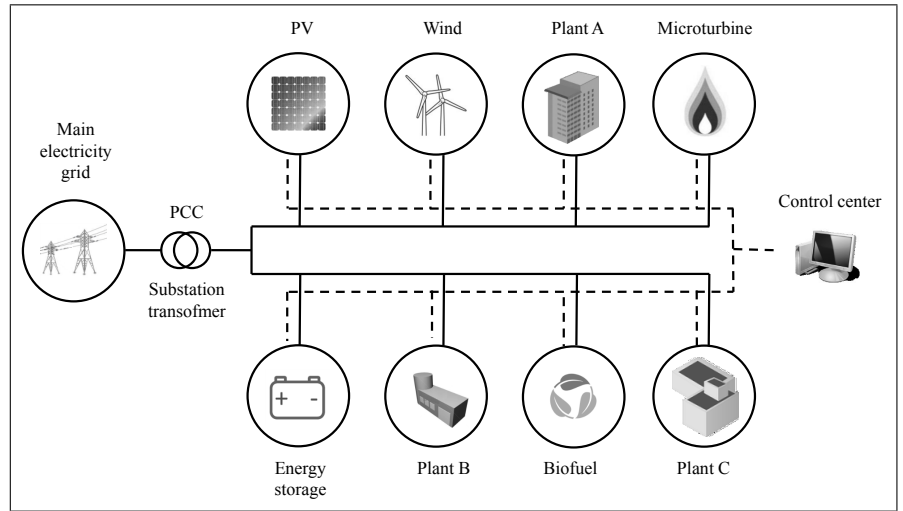 PV
Wind
Plant A
Microturbine
Main
electricity
grid
PCC
Control center
Substation
transofmer
+ -
Energy
storage
Plant B
Biofuel
Plant C